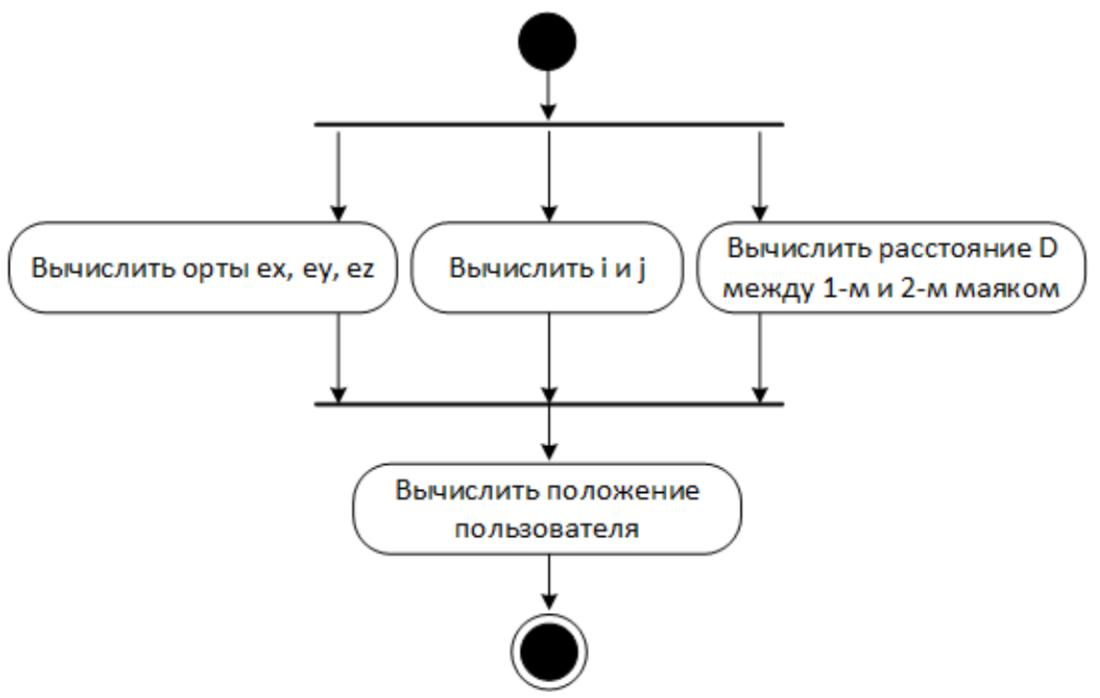 Вычислить орты ex, ey, ez
Вычислить i и j
Вычислить расстояние D
между 1-м и 2-м маяком
Вычислить положение
пользователя